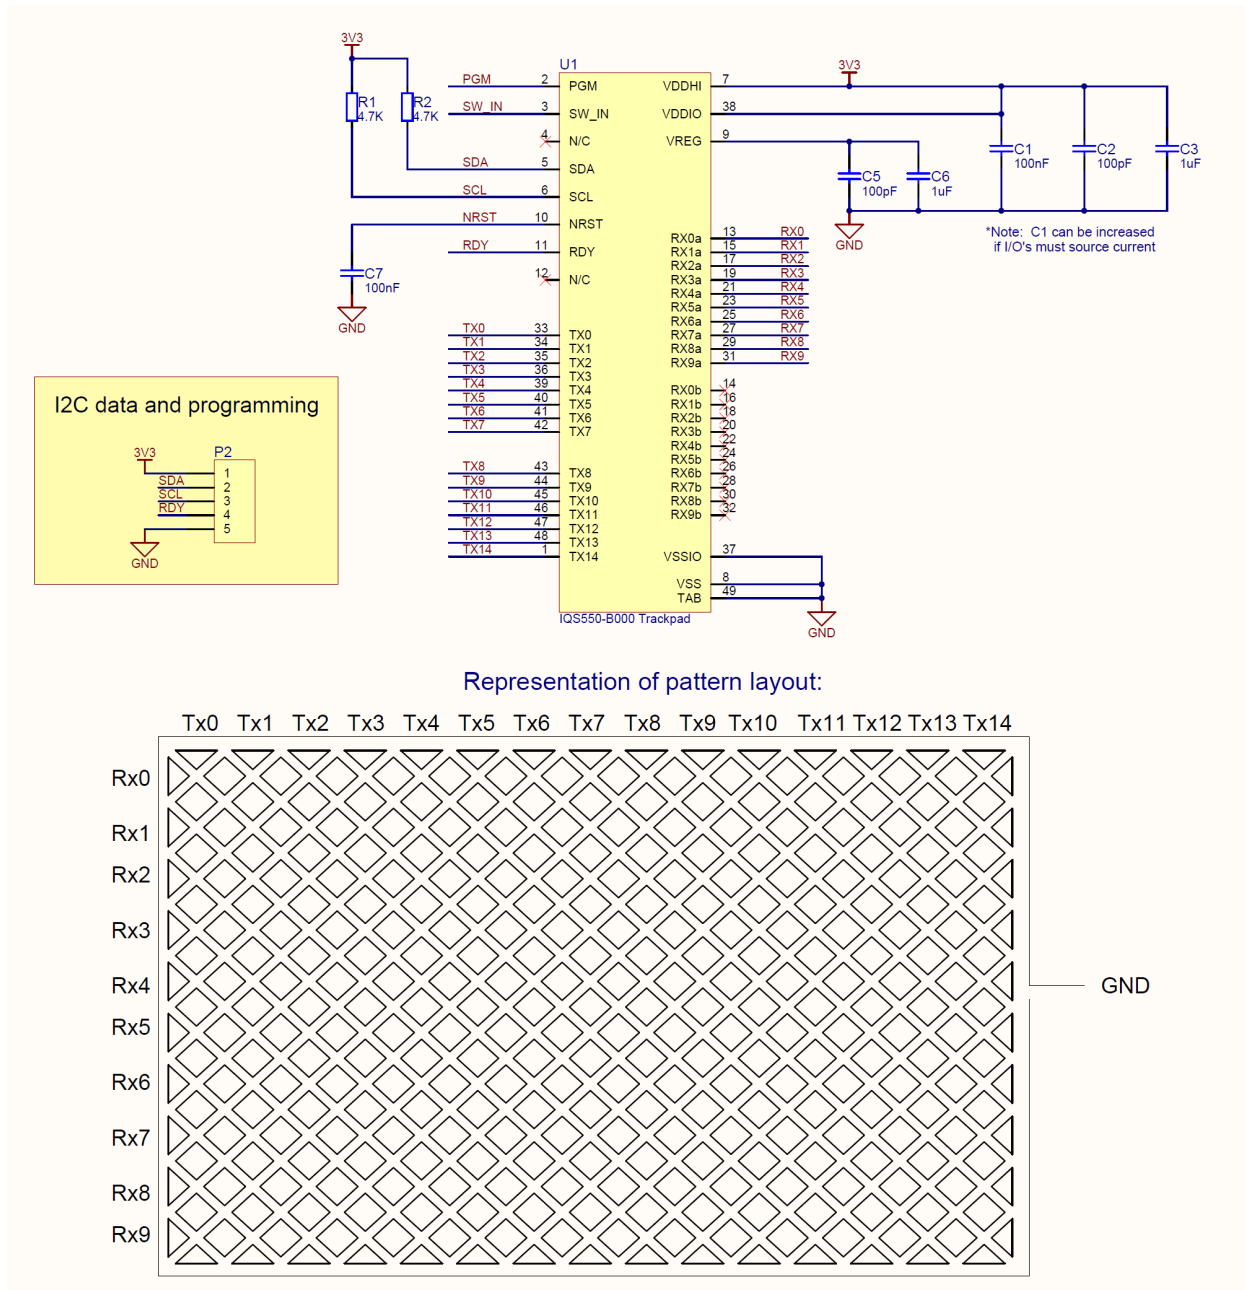 3V3
R1
4.7K
R2
4.7K
PGM 2
SW_IN 3
4
SDA 5
SCL 6
NRST 10
RDY 11
12
C7
100nF
GND
TX0 33
TX1 34
TX2 35
TX3 36
TX4 39
TX5 40
TX6 41
TX7 42
TX8 43
TX9 44
TX10 45
TX11 46
TX12 47
TX13 48
TX14 1
U1
PGM
SW_IN
N/C
SDA
SCL
NRST
RDY
N/C
TX0
TX1
TX2
TX3
TX4
TX5
TX6
TX7
TX8
TX9
TX10
TX11
TX12
TX13
TX14
VDDHI 7
VDDIO 38
VREG 9
RX0a 13 RX0
RX1a 15 RX1
RX2a 17 RX2
RX3a 19 RX3
RX4a 21 RX4
RX5a 23 RX5
RX6a 25 RX6
RX7a 27 RX7
RX8a 29 RX8
RX9a 31 RX9
RX0b 14
RX1b 16
RX2b 18
RX3b 20
RX4b 22
RX5b 24
RX6b 26
RX7b 28
RX8b 30
RX9b 32
VSSIO 37
VSS 8
TAB 49
GND
IQS550-B000 Trackpad
3V3
C5
100pF
C6
1uF
C1
100nF
C2
100pF
C3
1uF
GND
*Note: C1 can be increased
if I/O's must source current
I2C data and programming
3V3
P2
1
SDA 2
SCL 3
RDY 4
5
GND
Representation of pattern layout:
Tx0 Tx1 Tx2 Tx3 Tx4 Tx5 Tx6 Tx7 Tx8 Tx9 Tx10 Tx11 Tx12 Tx13 Tx14
Rx0
Rx1
Rx2
Rx3
Rx4
GND
Rx5
Rx6
Rx7
Rx8
Rx9